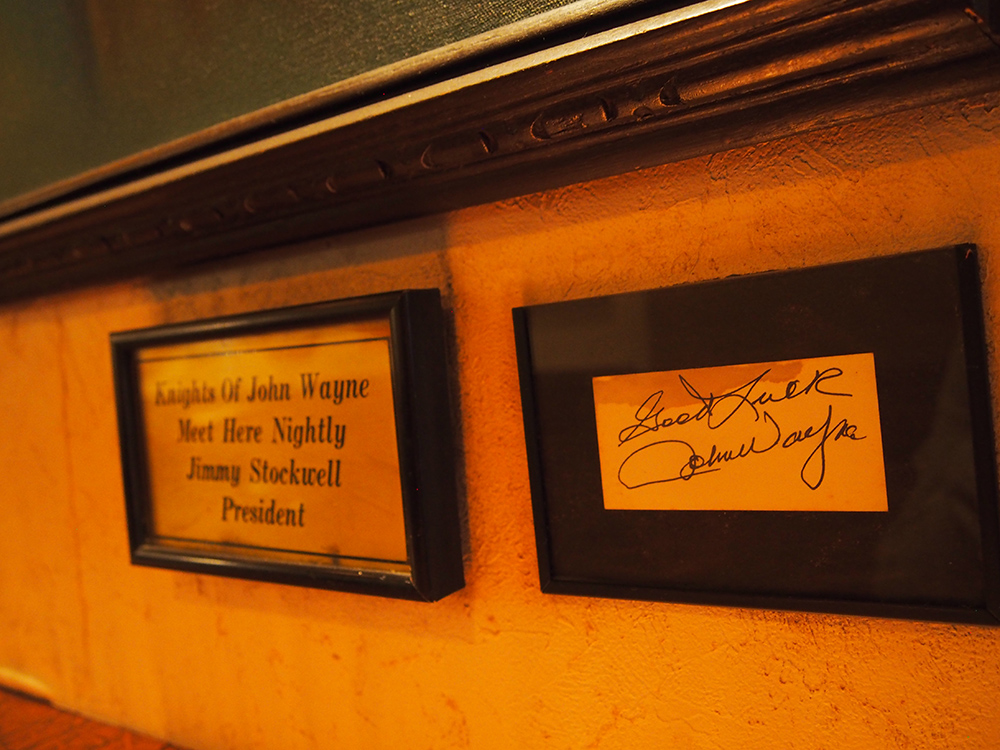 Knights Of John Wayne
Meet Here Nightly
Jimmy Stockwell
President
Good Luck
John Wayne